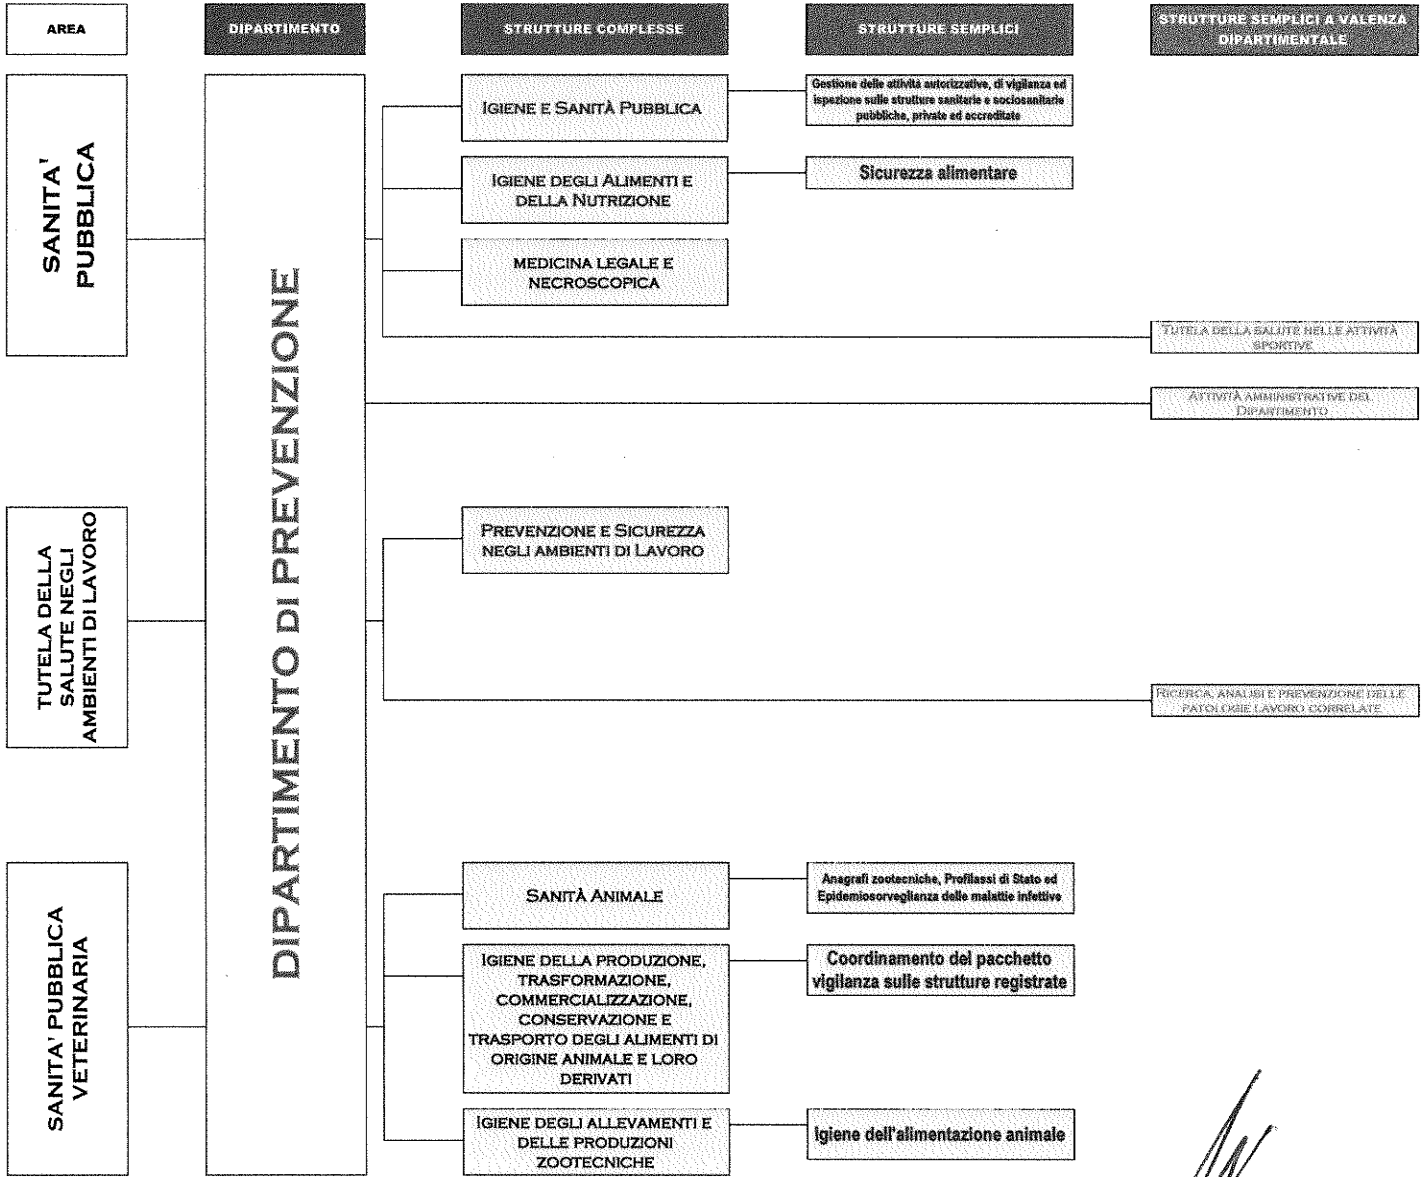 AREA
DIPARTIMENTO
STRUTTURE COMPLESSE
STRUTTURE SEMPLICI
STRUTTURE SEMPLICI A VALENZA
DIPARTIMENTALE
SANITA'
PUBBLICA
DIPARTIMENTO DI PREVENZIONE
IGIENE E SANITÀ PUBBLICA
Gestione delle attività autorizzative, di vigilanza ed
ispezione sulle strutture sanitarie e sociosanitarie
pubbliche, private ed accreditate
IGIENE DEGLI ALIMENTI E
DELLA NUTRIZIONE
Sicurezza alimentare
MEDICINA LEGALE E
NECROSCOPICA
TUTELA DELLA SALUTE NELLE ATTIVITÀ
SPORTIVE
ATTIVITÀ AMMINISTRATIVE DEL
DIPARTIMENTO
TUTELA DELLA
SALUTE NEGLI
AMBIENTI DI LAVORO
PREVENZIONE E SICUREZZA
NEGLI AMBIENTI DI LAVORO
RICERCA, ANALISI E PREVENZIONE DELLE
PATOLOGIE LAVORO CORRELATE
SANITA' PUBBLICA
VETERINARIA
SANITÀ ANIMALE
Anagrafi zootecniche, Profilassi di Stato ed
Epidemiosorveglianza delle malattie infettive
IGIENE DELLA PRODUZIONE,
TRASFORMAZIONE,
COMMERCIALIZZAZIONE,
CONSERVAZIONE E
TRASPORTO DEGLI ALIMENTI DI
ORIGINE ANIMALE E LORO
DERIVATI
Coordinamento del pacchetto
vigilanza sulle strutture registrate
IGIENE DEGLI ALLEVAMENTI E
DELLE PRODUZIONI
ZOOTECNICHE
Igiene dell'alimentazione animale